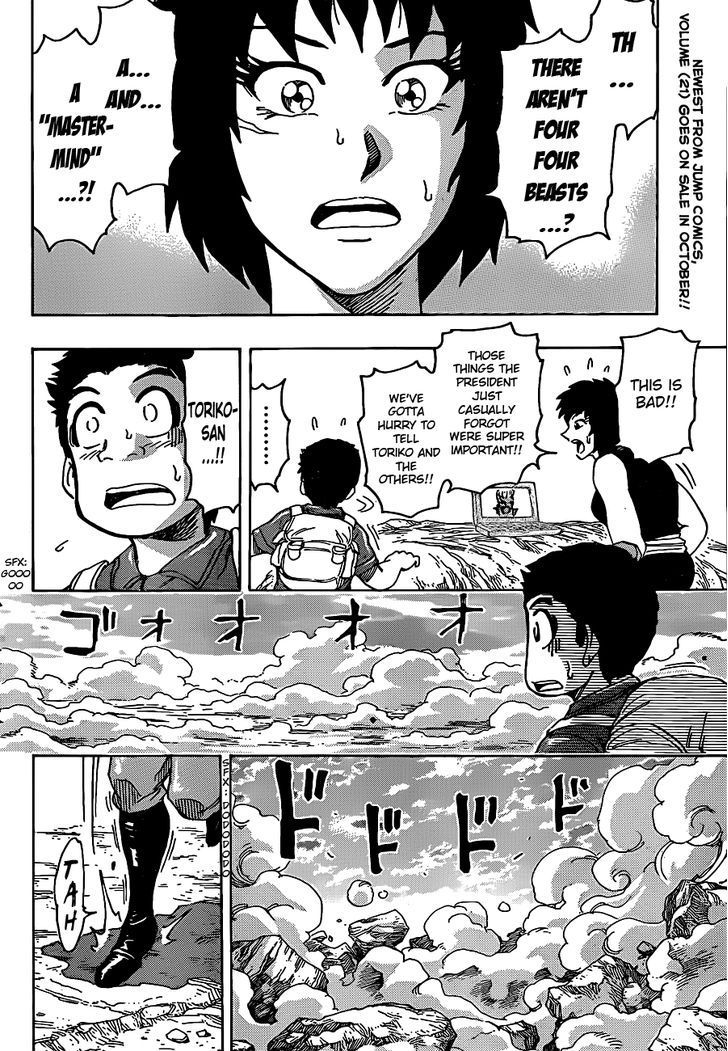 NEWEST FROM JUMP COMICS,
VOLUME (21) GOES ON SALE IN OCTOBER!!
TH
...
THERE
AREN'T
FOUR
FOUR
BEASTS
...?
A...
AND...
A
"MASTER-
MIND"
...?!
THIS IS
BAD!!
THOSE
THINGS THE
PRESIDENT
JUST
CASUALLY
FORGOT
WERE SUPER
IMPORTANT!!
WE'VE
GOTTA
HURRY TO
TELL
TORIKO AND
THE
OTHERS!!
........
TORIKO-
SAN
...!!
SFX:
GOOO
OO
ゴォオオオ
ドドドド
SFX: DODODODO
TAH